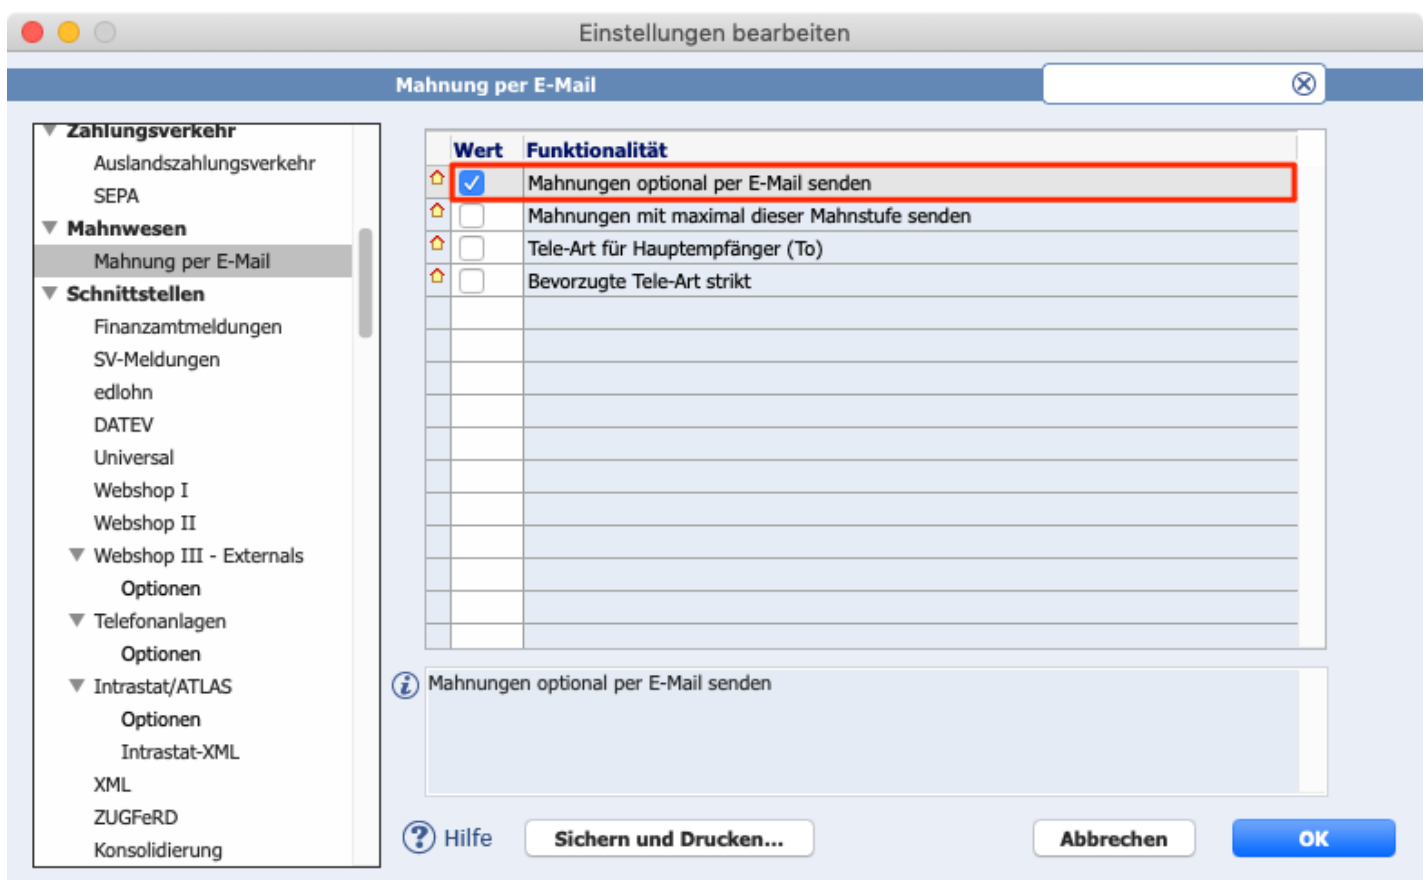 Einstellungen bearbeiten
Mahnung per E-Mail
Zahlungsverkehr
Auslandszahlungsverkehr
SEPA
Mahnwesen
Mahnung per E-Mail
Schnittstellen
Finanzamtmeldungen
SV-Meldungen
edlohn
DATEV
Universal
Webshop I
Webshop II
Webshop III - Externals
Optionen
Telefonanlagen
Optionen
Intrastat/ATLAS
Optionen
Intrastat-XML
XML
ZUGFeRD
Konsolidierung
Wert Funktionalität
Mahnungen optional per E-Mail senden
Mahnungen mit maximal dieser Mahnstufe senden
Tele-Art für Hauptempfänger (To)
Bevorzugte Tele-Art strikt
i Mahnungen optional per E-Mail senden
? Hilfe
Sichern und Drucken...
Abbrechen
OK